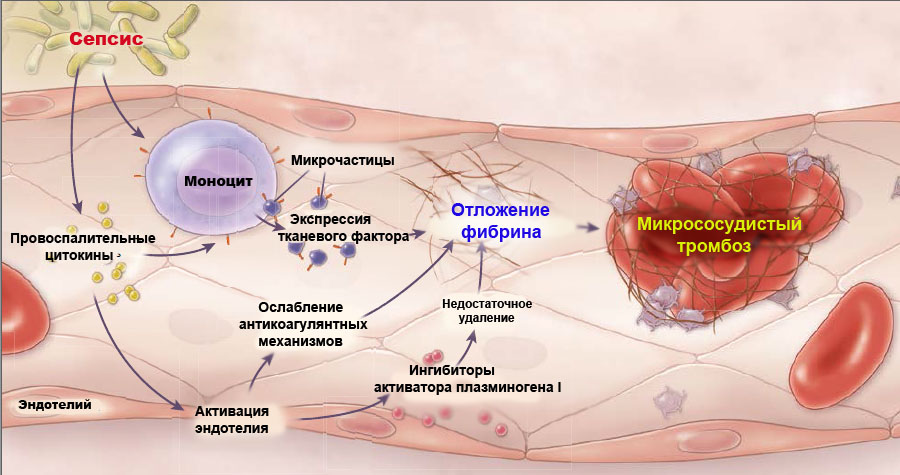 Сепсис
Микрочастицы
Моноцит
Экспрессия
тканевого фактора
Отложение
фибрина
Микрососудистый
тромбоз
Провоспалительные
цитокины
Ослабление
антикоагулянтных
механизмов
Недостаточное
удаление
Ингибиторы
активатора плазминогена I
Эндотелий
Активация
эндотелия